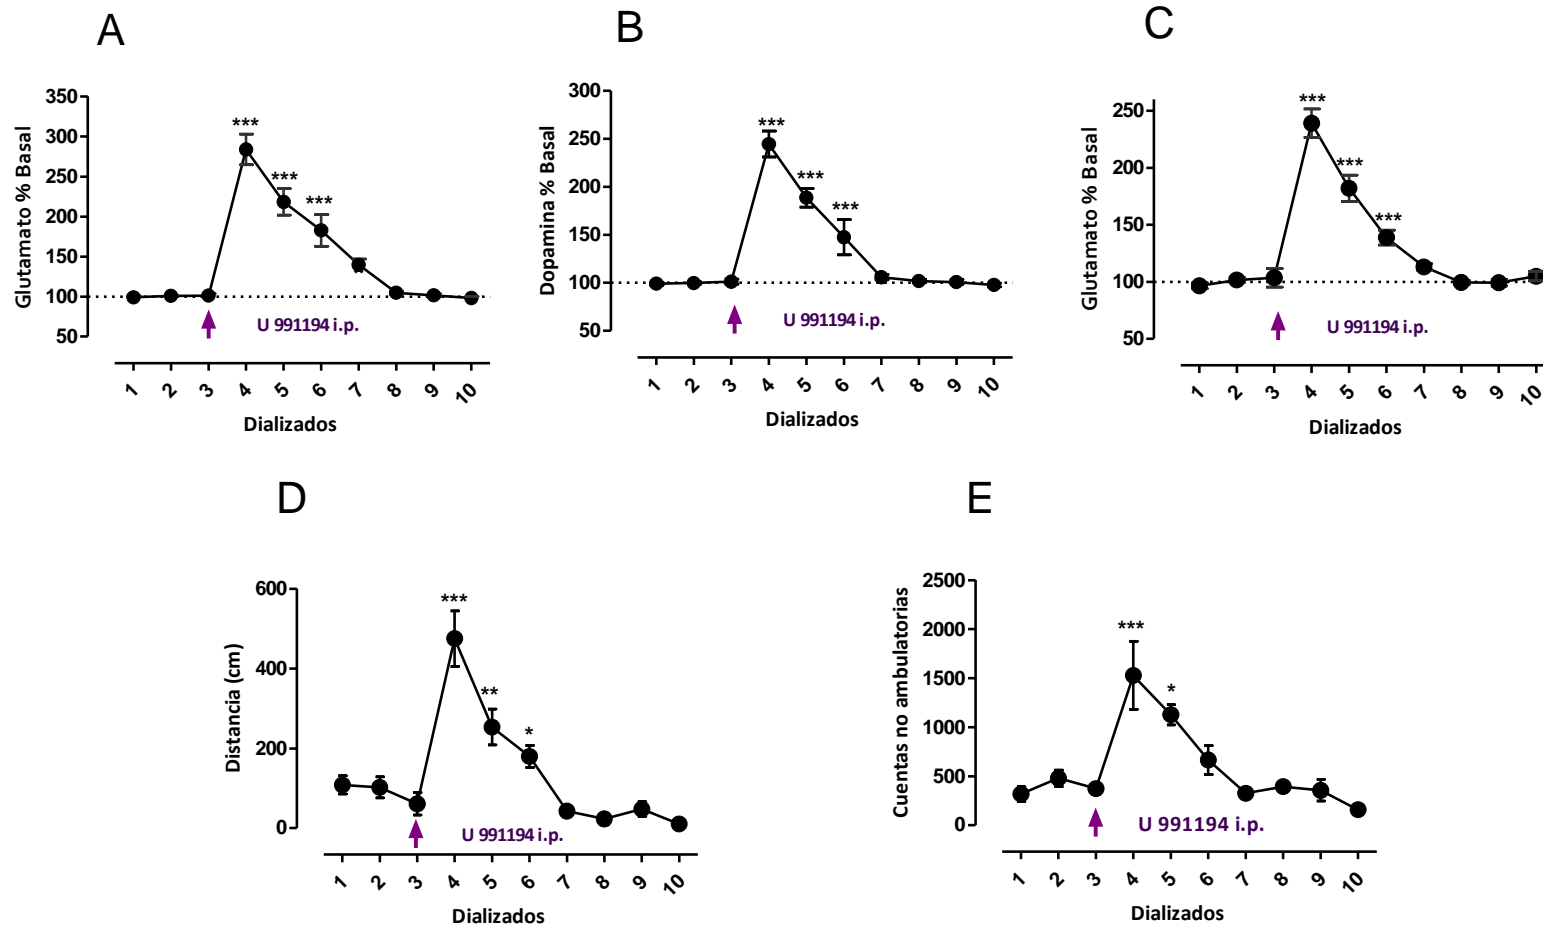 A
B
C
350
300
250
200
150
100
50
Glutamato % Basal
***
***
***
U 991194 i.p.
1 2 3 4 5 6 7 8 9 10
Dializados
300
250
200
150
100
50
Dopamina % Basal
***
***
***
U 991194 i.p.
1 2 3 4 5 6 7 8 9 10
Dializados
250
200
150
100
50
Glutamato % Basal
***
***
***
U 991194 i.p.
1 2 3 4 5 6 7 8 9 10
Dializados
D
E
600
400
200
0
Distancia (cm)
***
**
*
U 991194 i.p.
1 2 3 4 5 6 7 8 9 10
Dializados
2500
2000
1500
1000
500
0
Cuentas no ambulatorias
***
*
U 991194 i.p.
1 2 3 4 5 6 7 8 9 10
Dializados